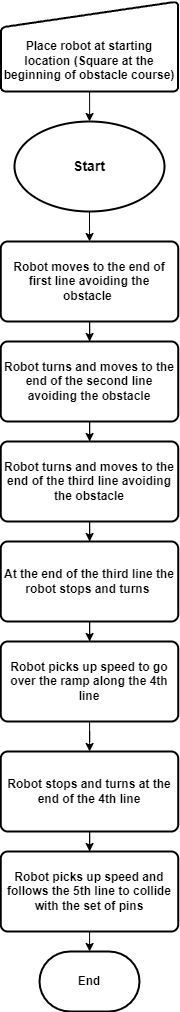 Place robot at starting
location (Square at the
beginning of obstacle course)
Start
Robot moves to the end of
first line avoiding the
obstacle
Robot turns and moves to the
end of the second line
avoiding the obstacle
Robot turns and moves to the
end of the third line avoiding
the obstacle
At the end of the third line the
robot stops and turns
Robot picks up speed to go
over the ramp along the 4th
line
Robot stops and turns at the
end of the 4th line
Robot picks up speed and
follows the 5th line to collide
with the set of pins
End